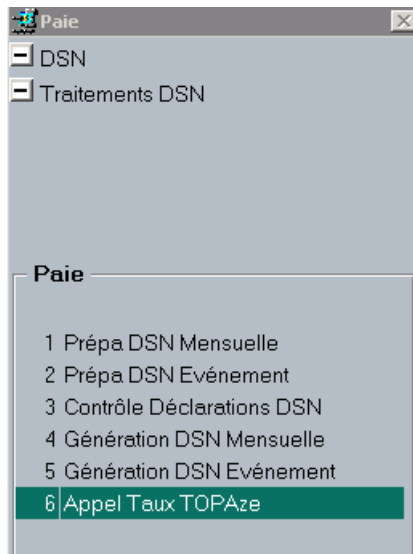 Paie
DSN
Traitements DSN
Paie
1 Prépa DSN Mensuelle
2 Prépa DSN Evénement
3 Contrôle Déclarations DSN
4 Génération DSN Mensuelle
5 Génération DSN Evénement
6 Appel Taux TOPAze